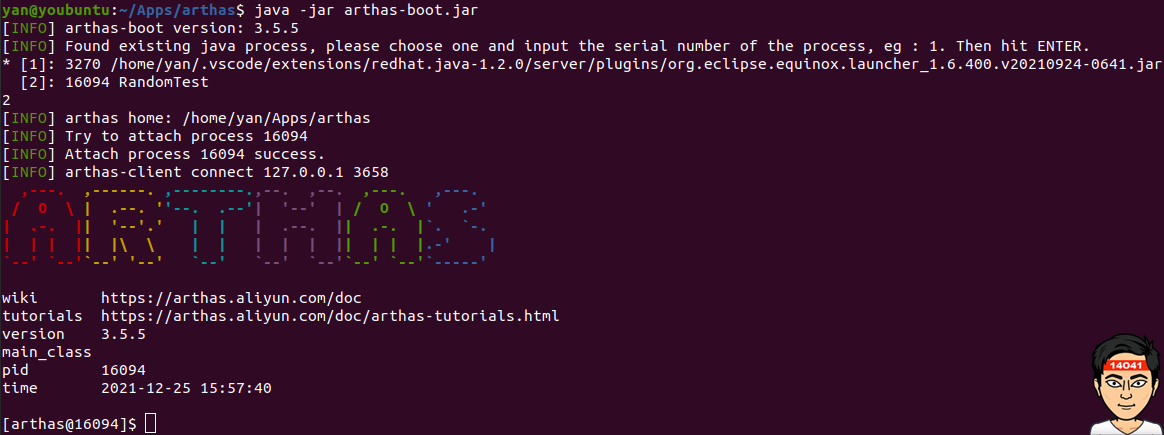 yan@youbuntu:~/Apps/arthas$ java -jar arthas-boot.jar
[INFO] arthas-boot version: 3.5.5
[INFO] Found existing java process, please choose one and input the serial number of the process, eg : 1. Then hit ENTER.
* [1]: 3270 /home/yan/.vscode/extensions/redhat.java-1.2.0/server/plugins/org.eclipse.equinox.launcher_1.6.400.v20210924-0641.jar
  [2]: 16094 RandomTest
2
[INFO] arthas home: /home/yan/Apps/arthas
[INFO] Try to attach process 16094
[INFO] Attach process 16094 success.
[INFO] arthas-client connect 127.0.0.1 3658
ARTHAS
wiki       https://arthas.aliyun.com/doc
tutorials  https://arthas.aliyun.com/doc/arthas-tutorials.html
version    3.5.5
main_class
pid        16094
time       2021-12-25 15:57:40
[arthas@16094]$
14041